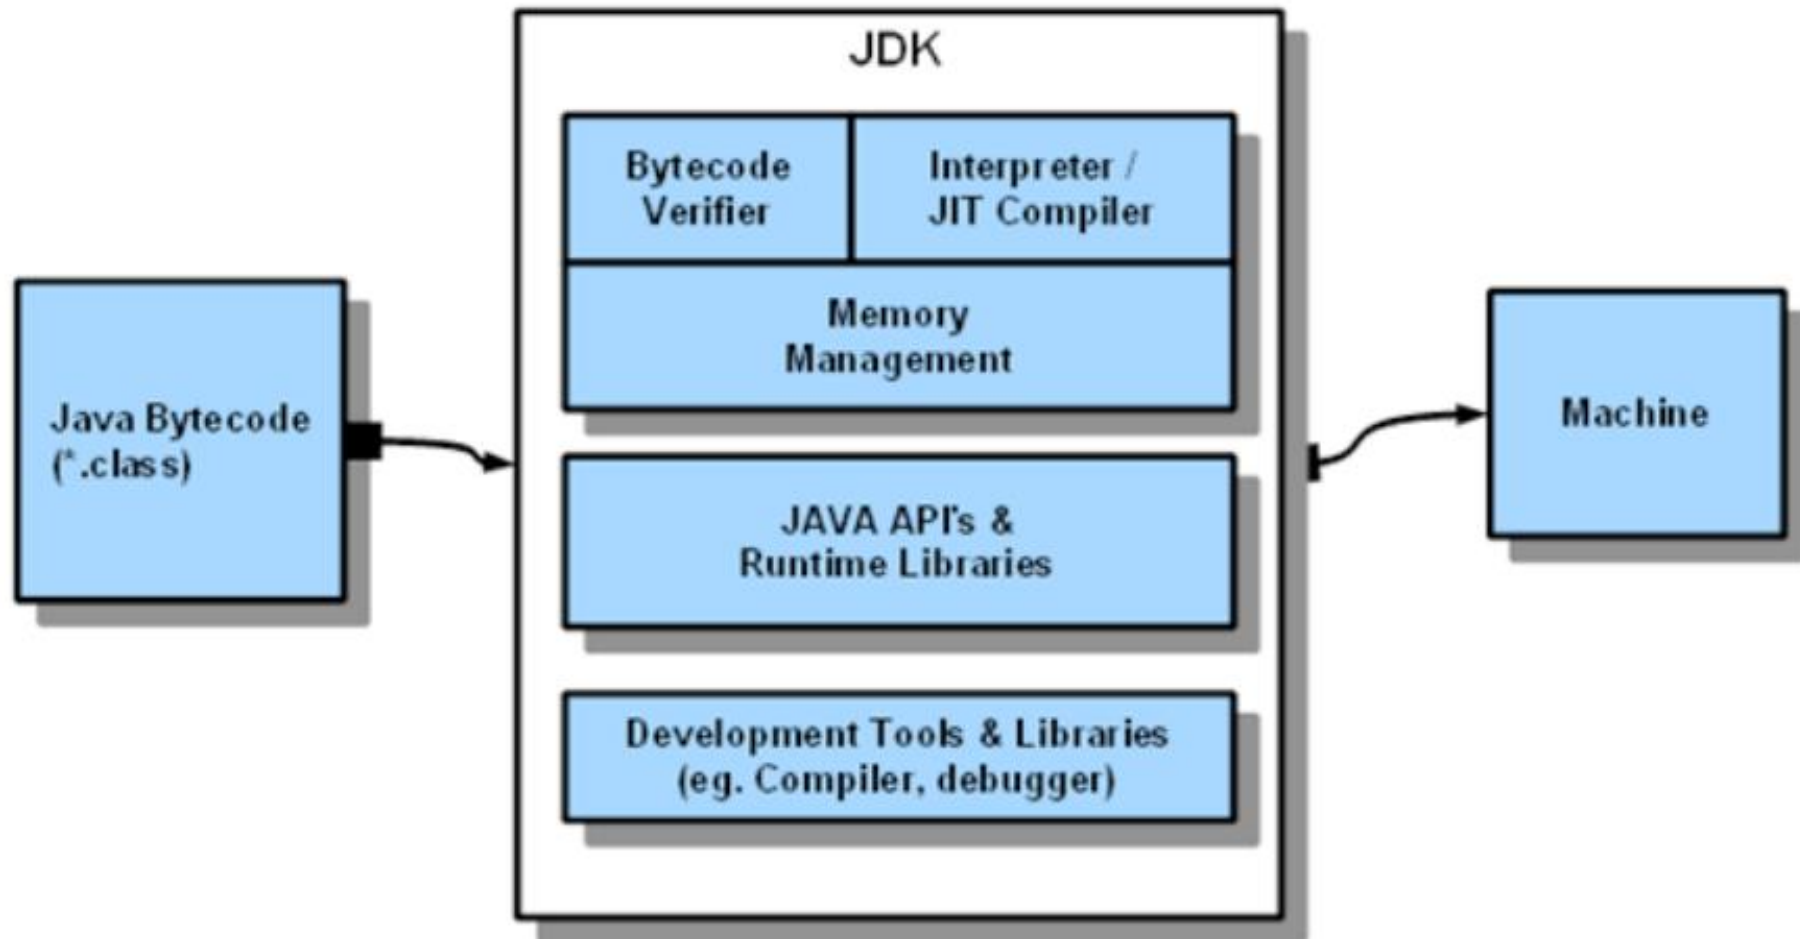 JDK
Bytecode
Verifier
Interpreter /
JIT Compiler
Memory
Management
Java Bytecode
(*.class)
Machine
JAVA API's &
Runtime Libraries
Development Tools & Libraries
(eg. Compiler, debugger)